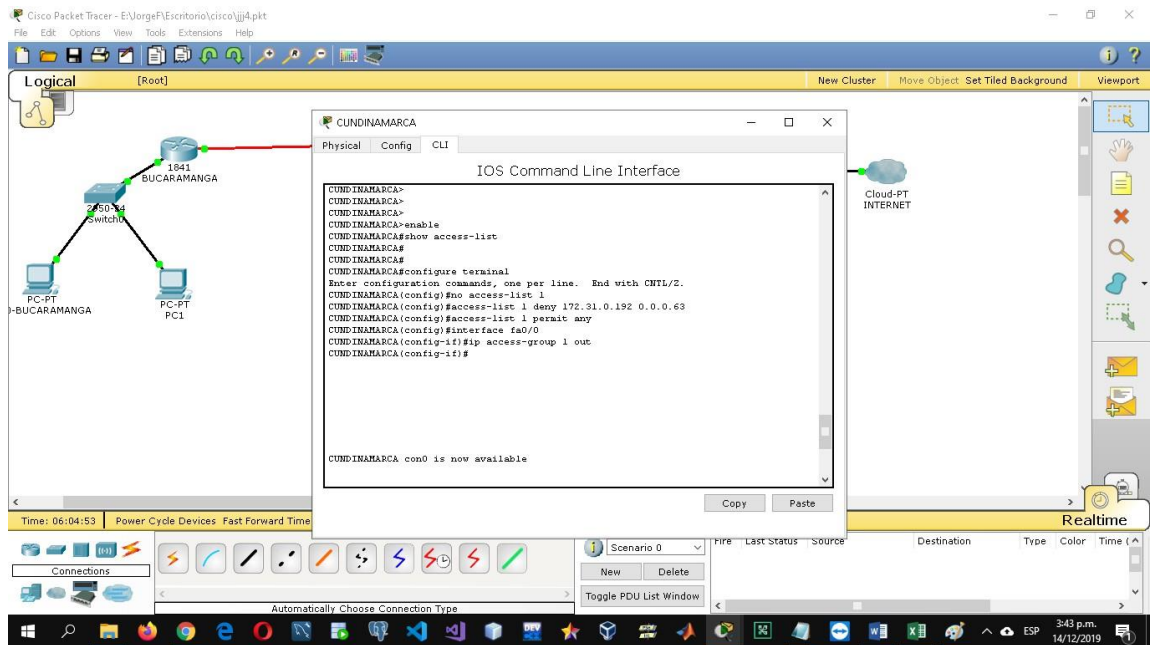 Cisco Packet Tracer - E:\JorgeF\Escritorio\cisco\jjj4.pkt
File Edit Options View Tools Extensions Help
Logical [Root] New Cluster Move Object Set Tiled Background Viewport
1841
BUCARAMANGA
2950-24
Switch0
PC-PT
-BUCARAMANGA
PC-PT
PC1
CUNDINAMARCA
Physical Config CLI
IOS Command Line Interface
CUNDINAMARCA>
CUNDINAMARCA>
CUNDINAMARCA>
CUNDINAMARCA>enable
CUNDINAMARCA#show access-list
CUNDINAMARCA#
CUNDINAMARCA#
CUNDINAMARCA#configure terminal
Enter configuration commands, one per line. End with CNTL/Z.
CUNDINAMARCA(config)#no access-list 1
CUNDINAMARCA(config)#access-list 1 deny 172.31.0.192 0.0.0.63
CUNDINAMARCA(config)#access-list 1 permit any
CUNDINAMARCA(config)#interface fa0/0
CUNDINAMARCA(config-if)#ip access-group 1 out
CUNDINAMARCA(config-if)#
CUNDINAMARCA con0 is now available
Copy Paste
Cloud-PT
INTERNET
Time: 06:04:53 Power Cycle Devices Fast Forward Time
Realtime
Connections
Automatically Choose Connection Type
Scenario 0
New Delete
Toggle PDU List Window
Fire Last Status Source Destination Type Color Time (
DEV
ESP
3:43 p.m.
14/12/2019